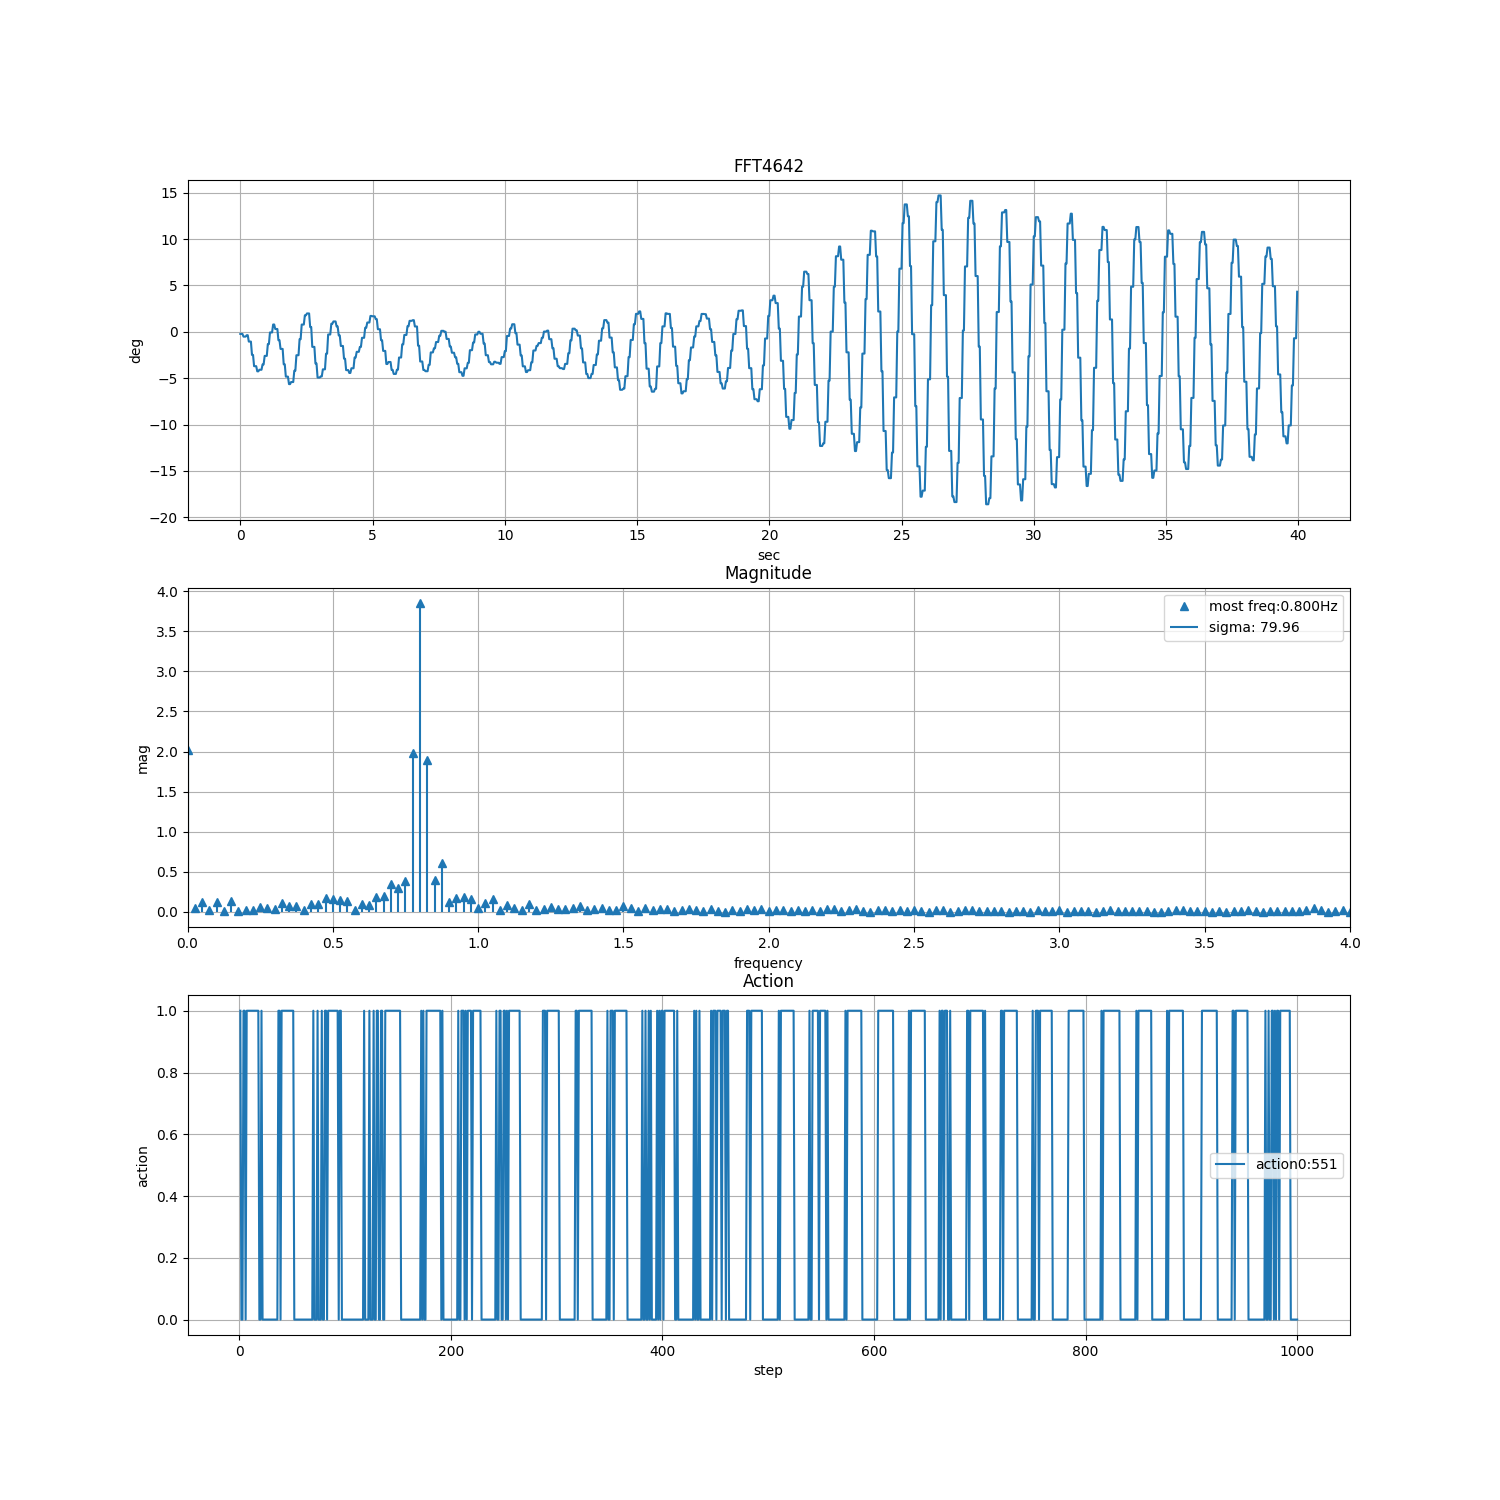 FFT4642
15
10
5
0
−5
−10
−15
−20
deg
0 5 10 15 20 25 30 35 40
sec
Magnitude
4.0
3.5
3.0
2.5
2.0
1.5
1.0
0.5
0.0
mag
most freq:0.800Hz
sigma: 79.96
0.0 0.5 1.0 1.5 2.0 2.5 3.0 3.5 4.0
frequency
Action
1.0
0.8
0.6
0.4
0.2
0.0
action
action0:551
0 200 400 600 800 1000
step